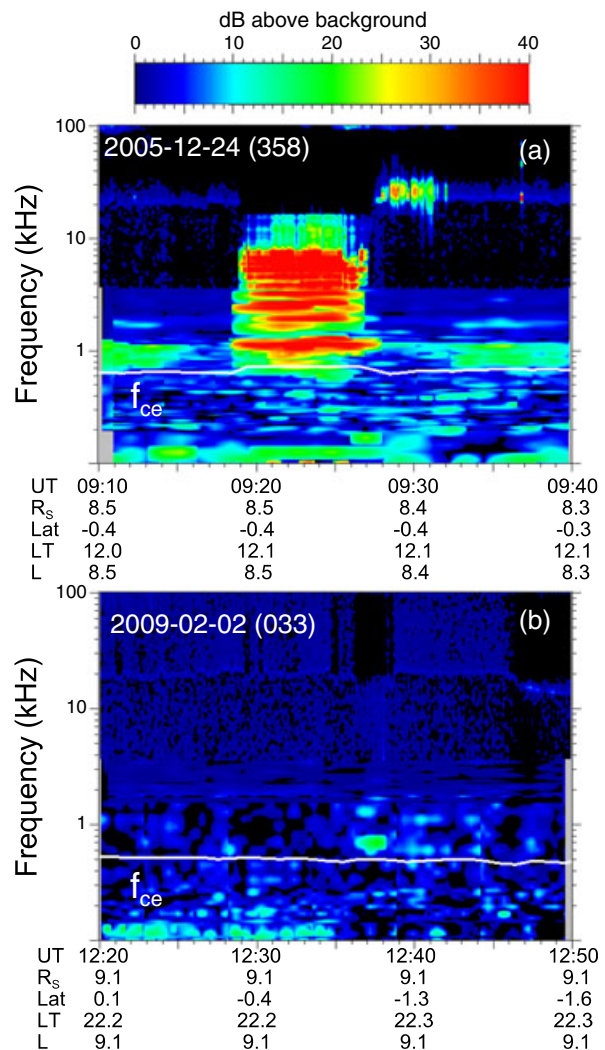 dB above background
0 10 20 30 40
100
2005-12-24 (358) (a)
10
Frequency (kHz)
1
f_ce
UT 09:10 09:20 09:30 09:40
R_S 8.5 8.5 8.4 8.3
Lat -0.4 -0.4 -0.4 -0.3
LT 12.0 12.1 12.1 12.1
L 8.5 8.5 8.4 8.3
100
2009-02-02 (033) (b)
10
Frequency (kHz)
1
f_ce
UT 12:20 12:30 12:40 12:50
R_S 9.1 9.1 9.1 9.1
Lat 0.1 -0.4 -1.3 -1.6
LT 22.2 22.2 22.3 22.3
L 9.1 9.1 9.1 9.1